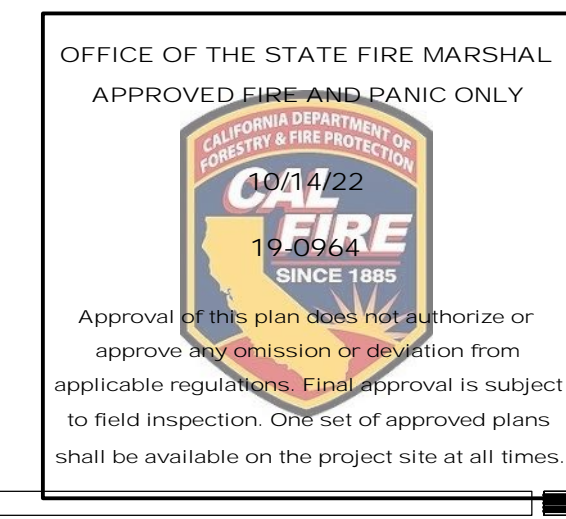 OFFICE OF THE STATE FIRE MARSHAL
APPROVED FIRE AND PANIC ONLY
CALIFORNIA DEPARTMENT OF
FORESTRY & FIRE PROTECTION
CAL
10/14/22
FIRE
19-0964
SINCE 1885
Approval of this plan does not authorize or
approve any omission or deviation from
applicable regulations. Final approval is subject
to field inspection. One set of approved plans
shall be available on the project site at all times.